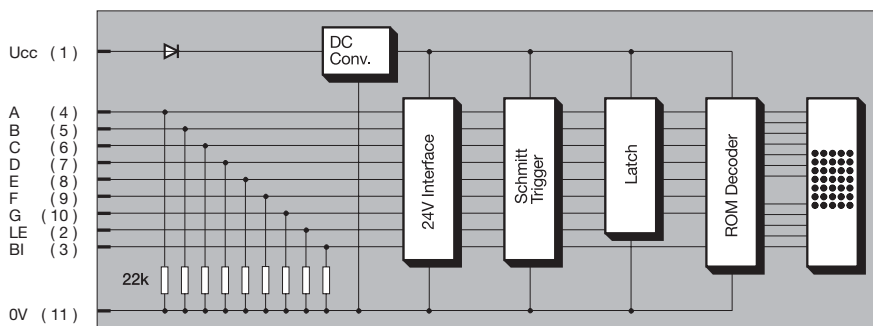 Ucc ( 1 )
DC
Conv.
A ( 4 )
B ( 5 )
C ( 6 )
D ( 7 )
E ( 8 )
F ( 9 )
G ( 10 )
LE ( 2 )
BI ( 3 )
24V Interface
Schmitt
Trigger
Latch
ROM Decoder
22k
0V ( 11 )